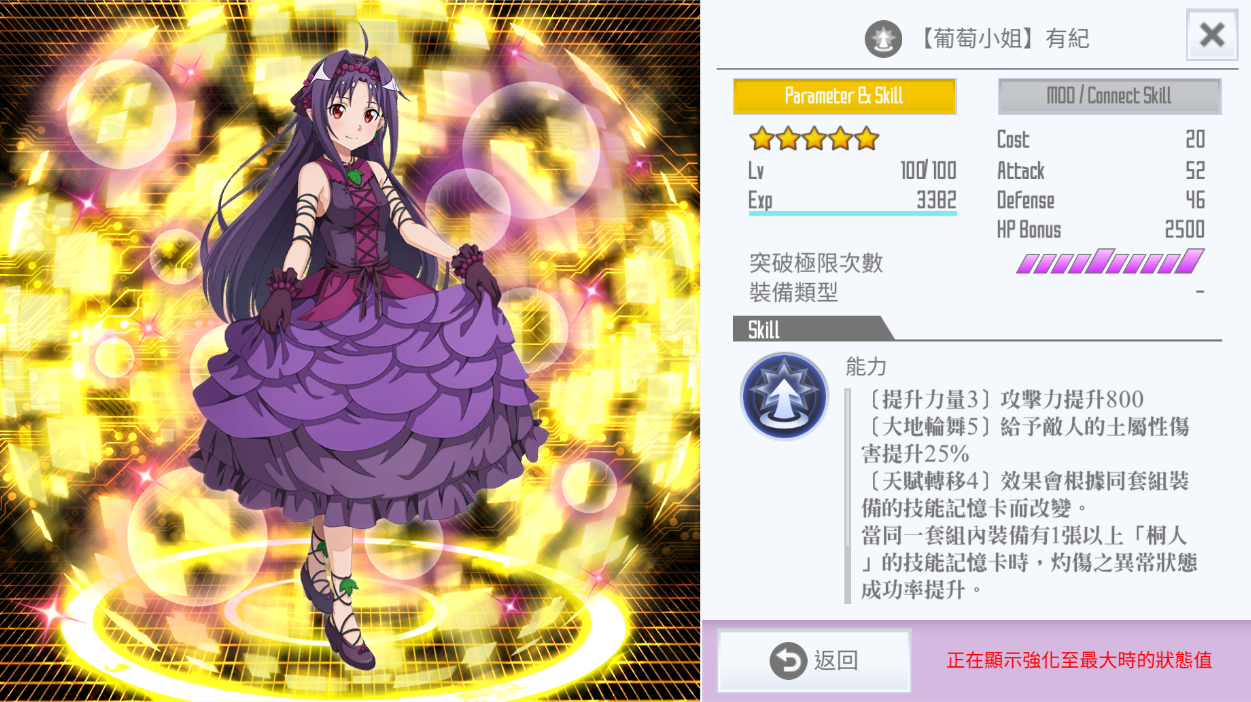 【葡萄小姐】有紀
Parameter & Skill
MOD / Connect Skill
Lv 100/100
Exp 3382
Cost 20
Attack 52
Defense 46
HP Bonus 2500
突破極限次數
裝備類型 -
Skill
能力
〔提升力量3〕攻擊力提升800
〔大地輪舞5〕給予敵人的土屬性傷
害提升25%
〔天賦轉移4〕效果會根據同套組裝
備的技能記憶卡而改變。
當同一套組內裝備有1張以上「桐人
」的技能記憶卡時，灼傷之異常狀態
成功率提升。
返回
正在顯示強化至最大時的狀態值